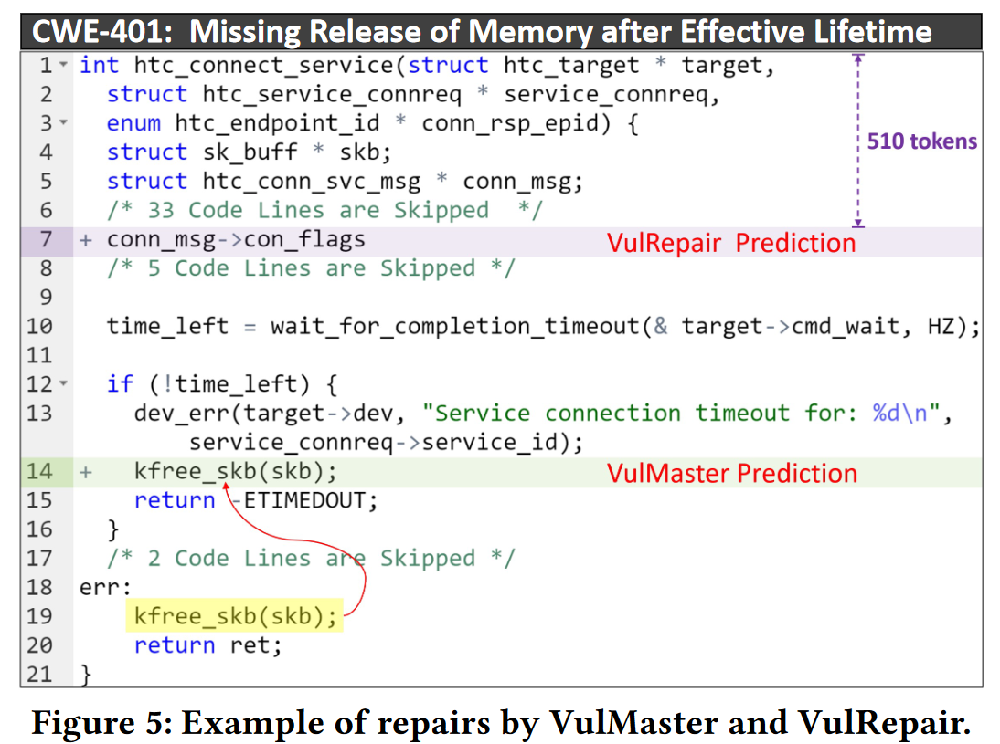 CWE-401: Missing Release of Memory after Effective Lifetime
1 int htc_connect_service(struct htc_target * target,
2 struct htc_service_connreq * service_connreq,
3 enum htc_endpoint_id * conn_rsp_epid) {
4 struct sk_buff * skb;
5 struct htc_conn_svc_msg * conn_msg;
510 tokens
6 /* 33 Code Lines are Skipped */
7 + conn_msg->con_flags VulRepair Prediction
8 /* 5 Code Lines are Skipped */
9
10 time_left = wait_for_completion_timeout(& target->cmd_wait, HZ);
11
12 if (!time_left) {
13 dev_err(target->dev, "Service connection timeout for: %d\n",
service_connreq->service_id);
14 + kfree_skb(skb); VulMaster Prediction
15 return -ETIMEDOUT;
16 }
17 /* 2 Code Lines are Skipped */
18 err:
19 kfree_skb(skb);
20 return ret;
21 }
Figure 5: Example of repairs by VulMaster and VulRepair.